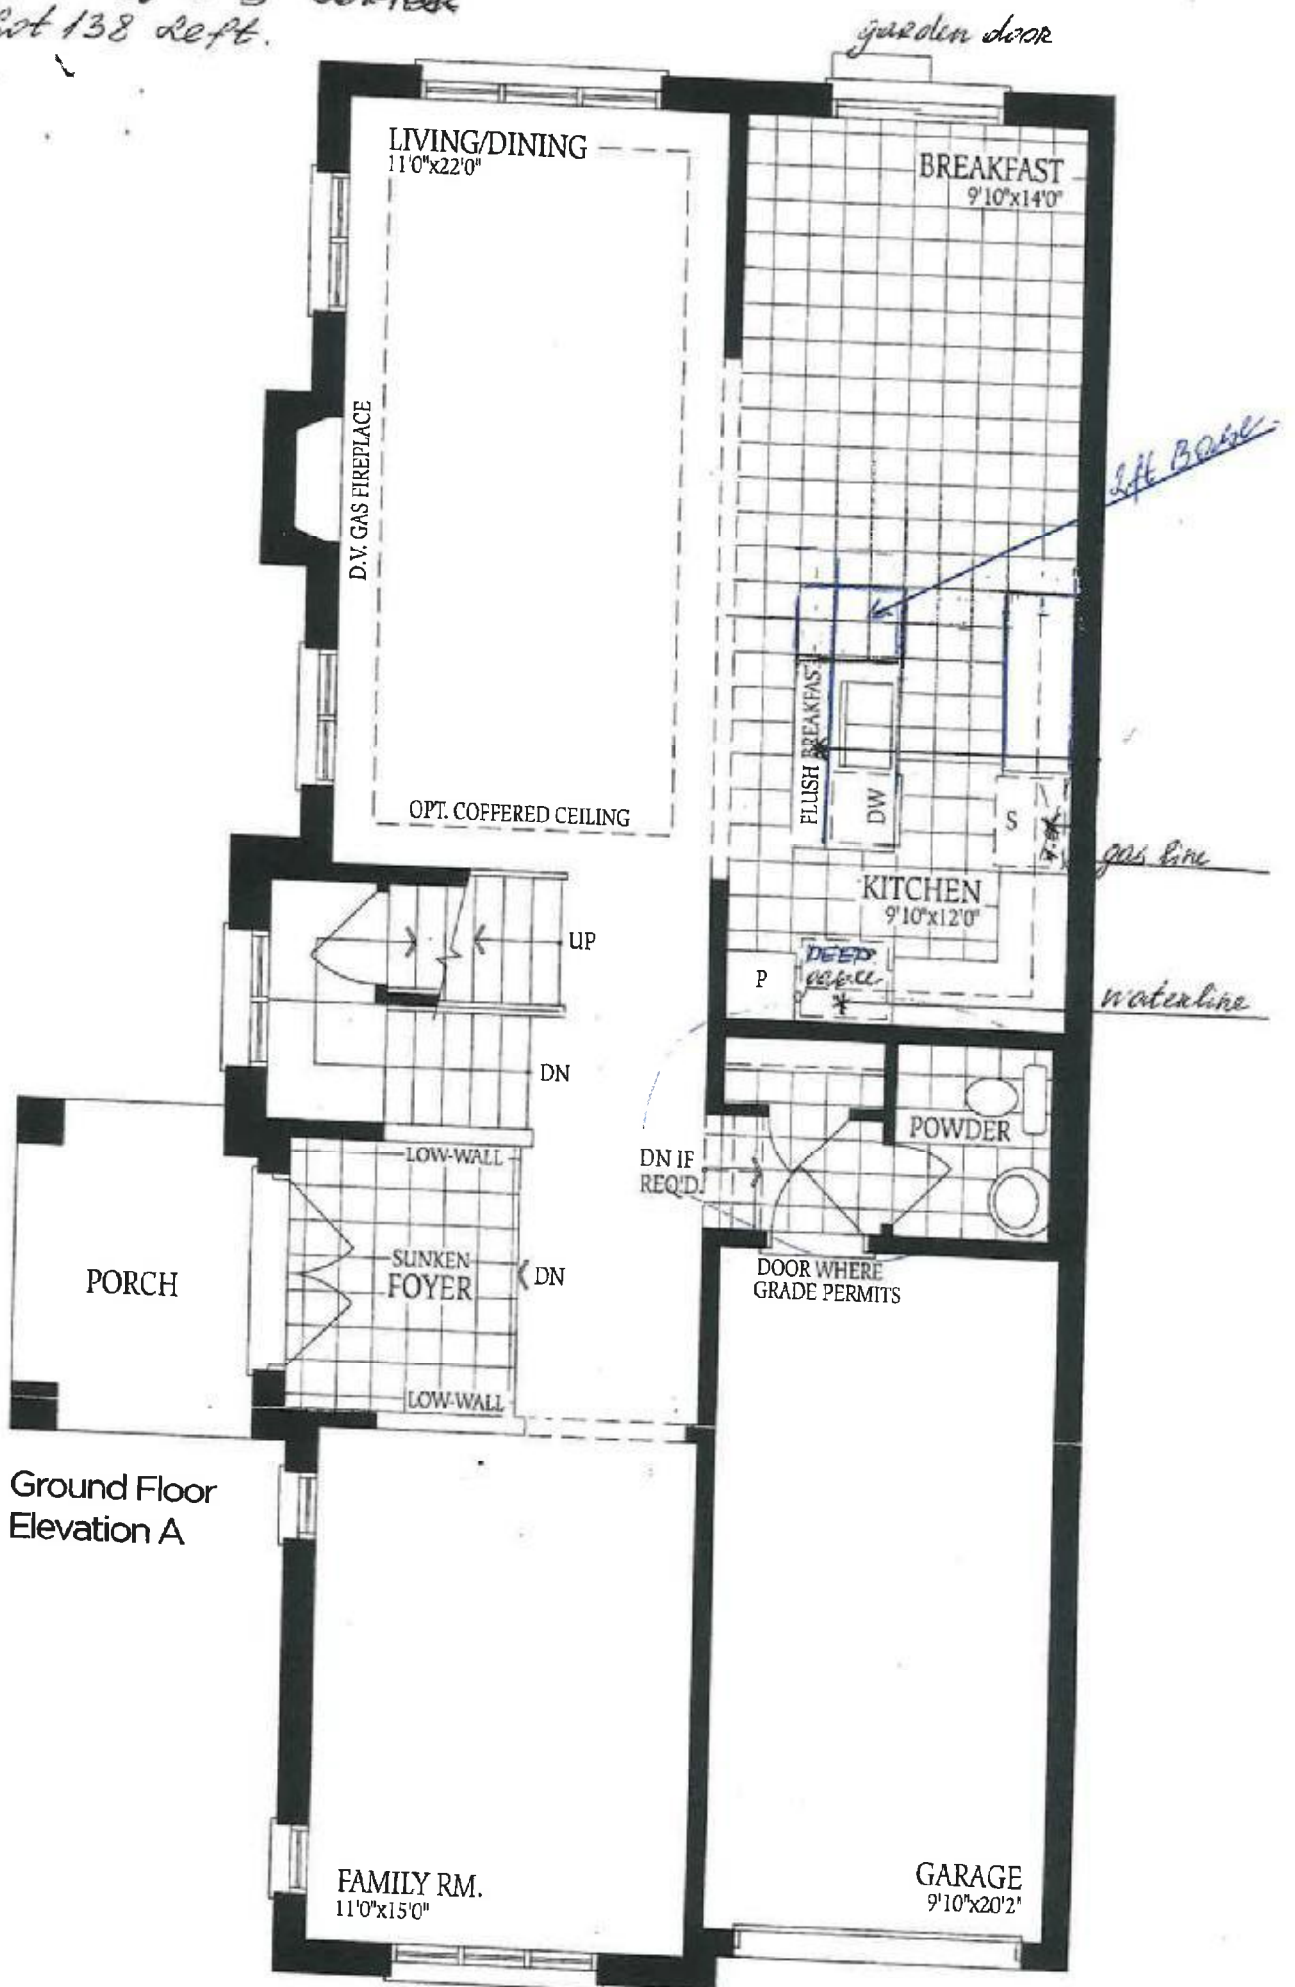 Lot 138 Left.
garden door
LIVING/DINING
11'0"x22'0"
BREAKFAST
9'10"x14'0"
D.V. GAS FIREPLACE
2ft
FLUSH BREAKFAST
DW
S
OPT. COFFERED CEILING
gas line
KITCHEN
9'10"x12'0"
UP
DEEP
P
waterline
DN
POWDER
LOW-WALL
DN IF
REQ'D.
SUNKEN
FOYER
DN
PORCH
DOOR WHERE
GRADE PERMITS
LOW-WALL
Ground Floor
Elevation A
FAMILY RM.
11'0"x15'0"
GARAGE
9'10"x20'2"